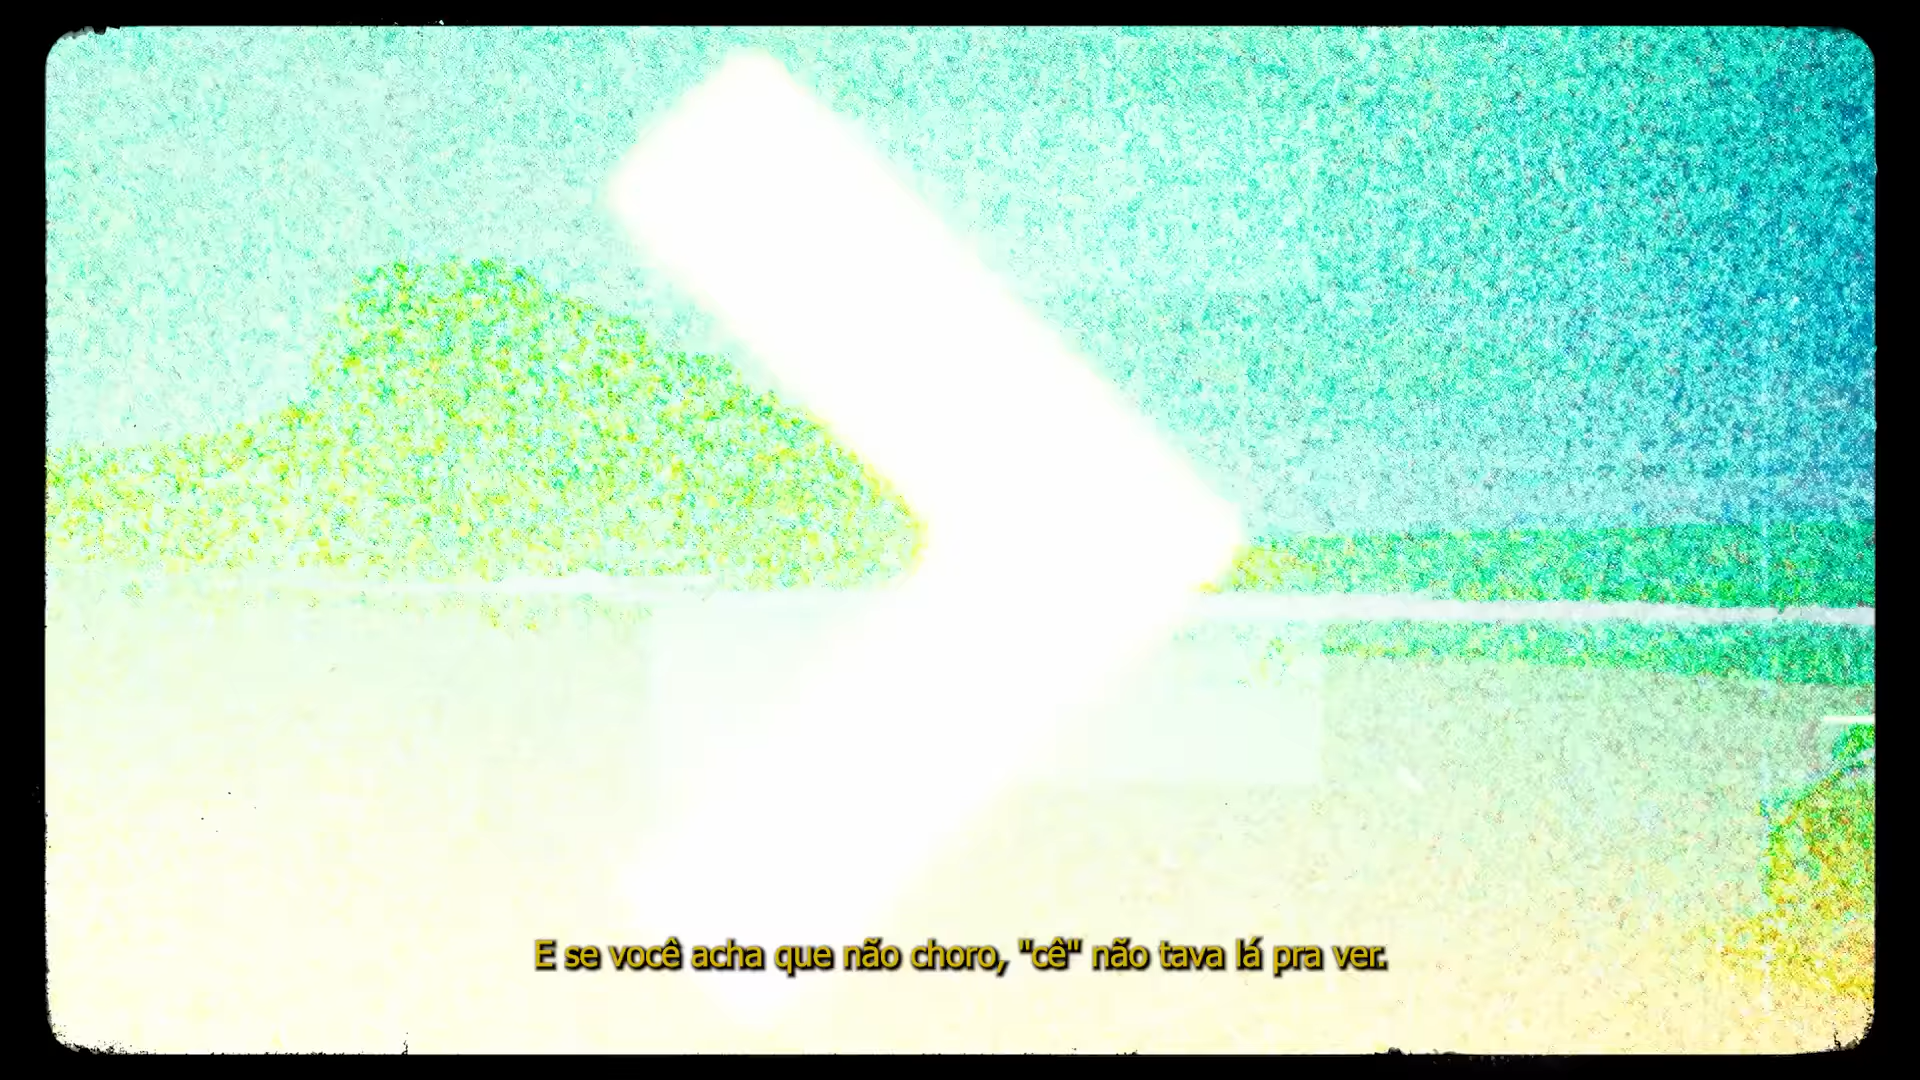 E se você acha que não choro, "cê" não tava lá pra ver.